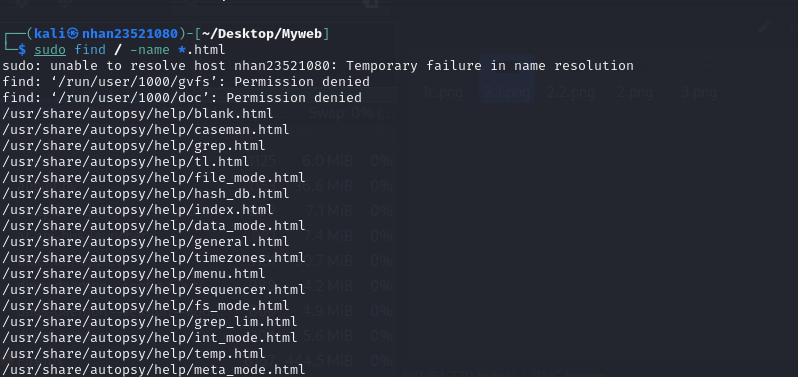 ┌──(kali㉿nhan23521080)-[~/Desktop/Myweb]
└─$ sudo find / -name *.html
sudo: unable to resolve host nhan23521080: Temporary failure in name resolution
find: ‘/run/user/1000/gvfs’: Permission denied
find: ‘/run/user/1000/doc’: Permission denied
/usr/share/autopsy/help/blank.html
/usr/share/autopsy/help/caseman.html
/usr/share/autopsy/help/grep.html
/usr/share/autopsy/help/tl.html
/usr/share/autopsy/help/file_mode.html
/usr/share/autopsy/help/hash_db.html
/usr/share/autopsy/help/index.html
/usr/share/autopsy/help/data_mode.html
/usr/share/autopsy/help/general.html
/usr/share/autopsy/help/timezones.html
/usr/share/autopsy/help/menu.html
/usr/share/autopsy/help/sequencer.html
/usr/share/autopsy/help/fs_mode.html
/usr/share/autopsy/help/grep_lim.html
/usr/share/autopsy/help/int_mode.html
/usr/share/autopsy/help/temp.html
/usr/share/autopsy/help/meta_mode.html
2.2.png
2.png
3.png